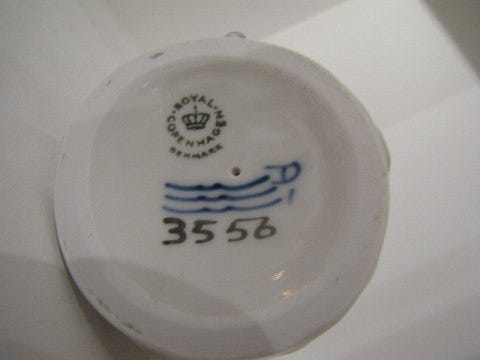 ROYAL
COPENHAGEN
DENMARK
3556